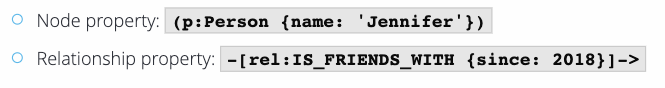 Node property: (p:Person {name: 'Jennifer'})
Relationship property: -[rel:IS_FRIENDS_WITH {since: 2018}]->